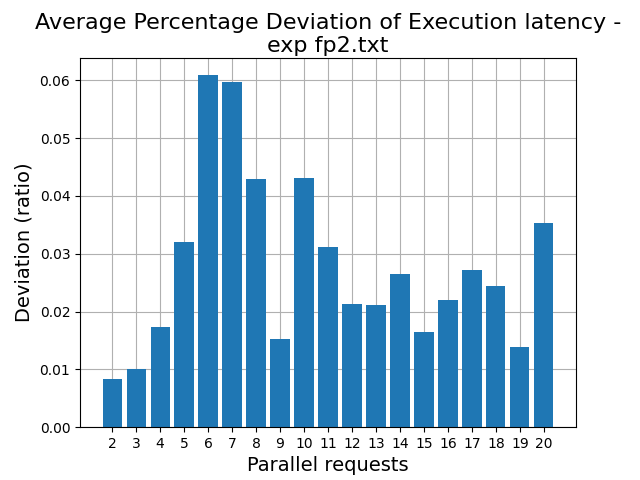 Average Percentage Deviation of Execution latency -
exp fp2.txt
0.06
0.05
0.04
0.03
0.02
0.01
0.00
Deviation (ratio)
2 3 4 5 6 7 8 9 10 11 12 13 14 15 16 17 18 19 20
Parallel requests